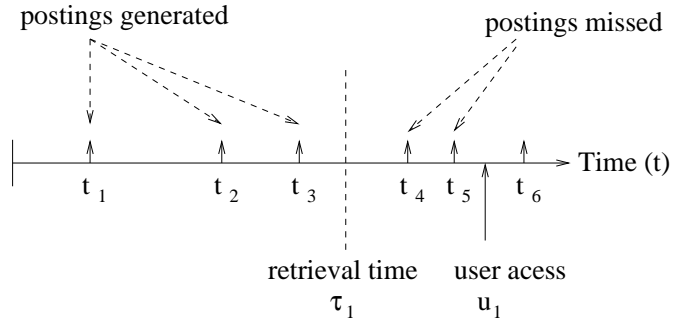 postings generated
postings missed
Time (t)
t 1 t 2 t 3 t 4 t 5 t 6
retrieval time
τ 1
user acess
u 1